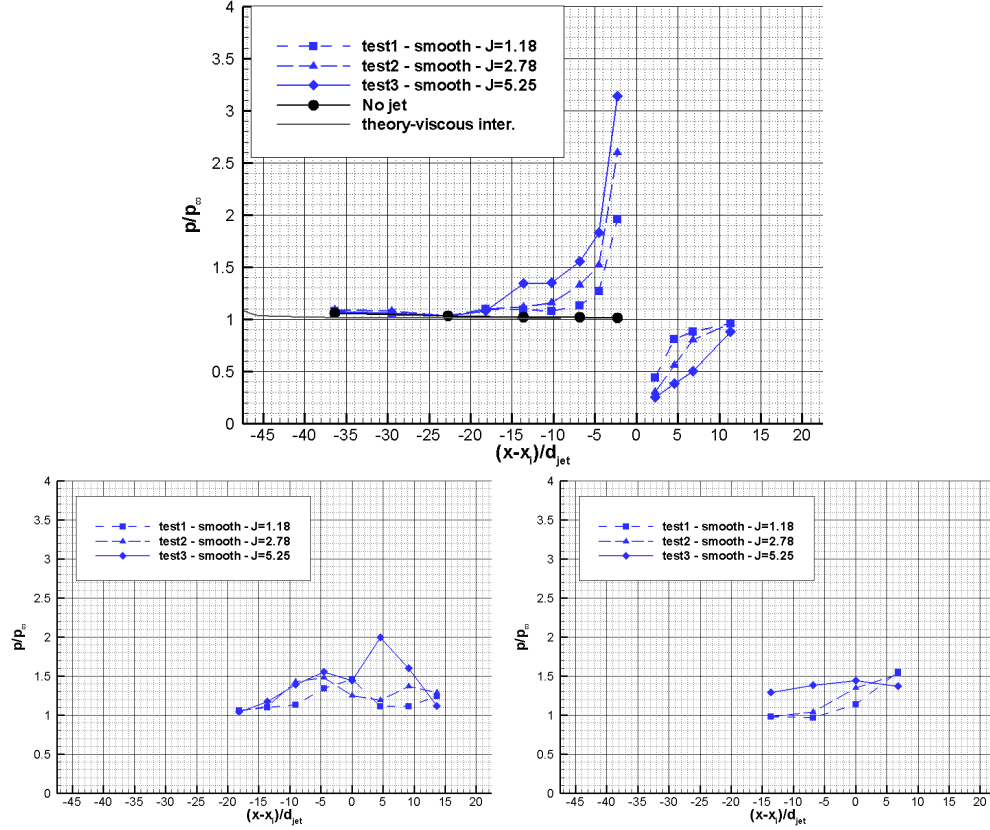 4
3.5
3
2.5
2
1.5
1
0.5
0
p/p∞
test1 - smooth - J=1.18
test2 - smooth - J=2.78
test3 - smooth - J=5.25
No jet
theory-viscous inter.
-45 -40 -35 -30 -25 -20 -15 -10 -5 0 5 10 15 20
(x-xj)/djet
4
3.5
3
2.5
2
1.5
1
0.5
0
p/p∞
test1 - smooth - J=1.18
test2 - smooth - J=2.78
test3 - smooth - J=5.25
-45 -40 -35 -30 -25 -20 -15 -10 -5 0 5 10 15 20
(x-xj)/djet
4
3.5
3
2.5
2
1.5
1
0.5
0
p/p∞
test1 - smooth - J=1.18
test2 - smooth - J=2.78
test3 - smooth - J=5.25
-45 -40 -35 -30 -25 -20 -15 -10 -5 0 5 10 15 20
(x-xj)/djet